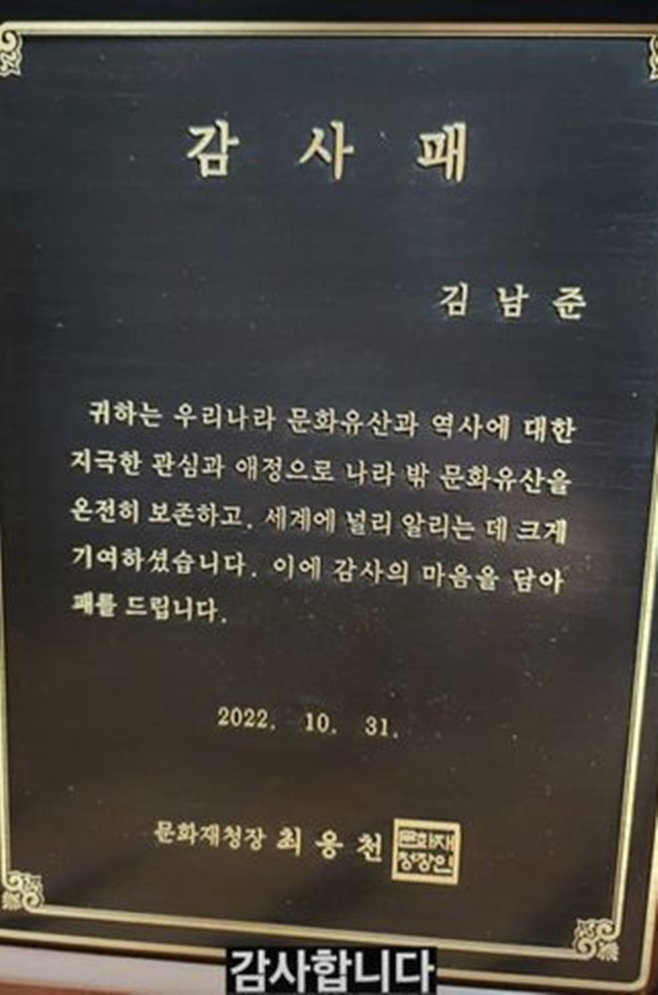 감 사 패
김 남 준
귀하는 우리나라 문화유산과 역사에 대한
지극한 관심과 애정으로 나라 밖 문화유산을
온전히 보존하고, 세계에 널리 알리는 데 크게
기여하셨습니다. 이에 감사의 마음을 담아
패를 드립니다.
2022. 10. 31.
문화재청장 최 응 천
문화재
청장인
감사합니다